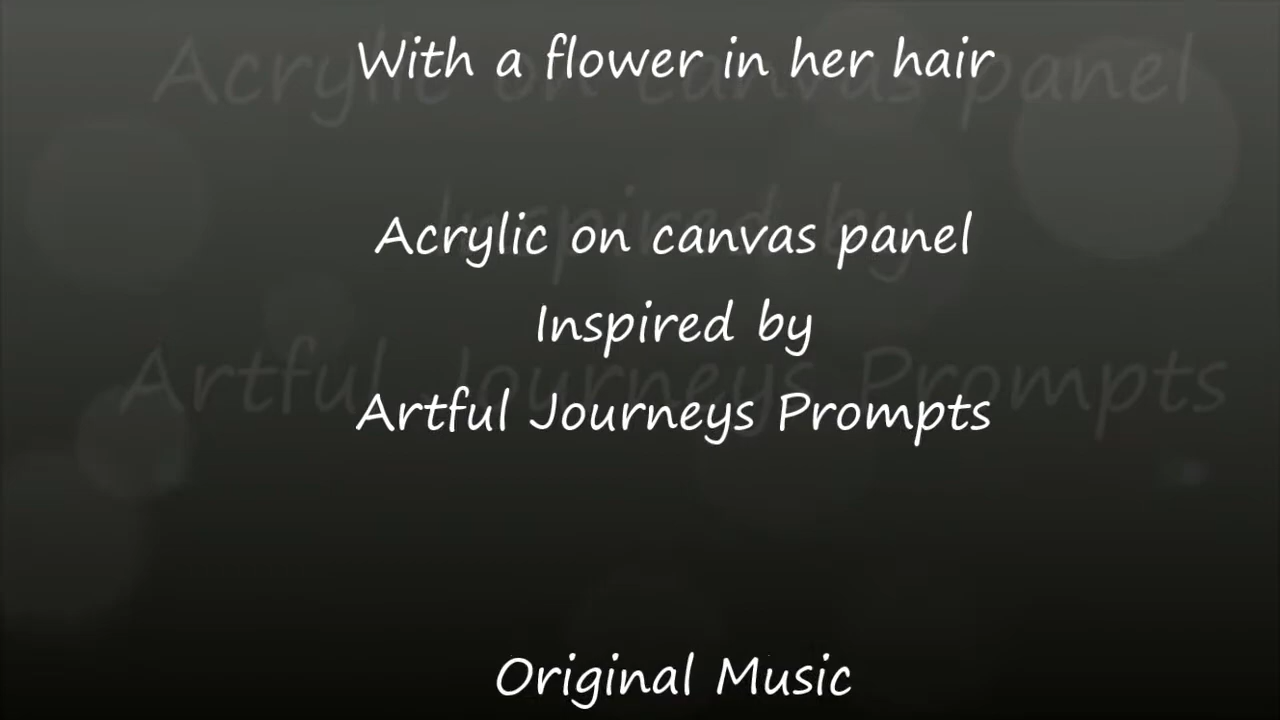 With a flower in her hair
Acrylic on canvas panel
Inspired by
Artful Journeys Prompts
Original Music